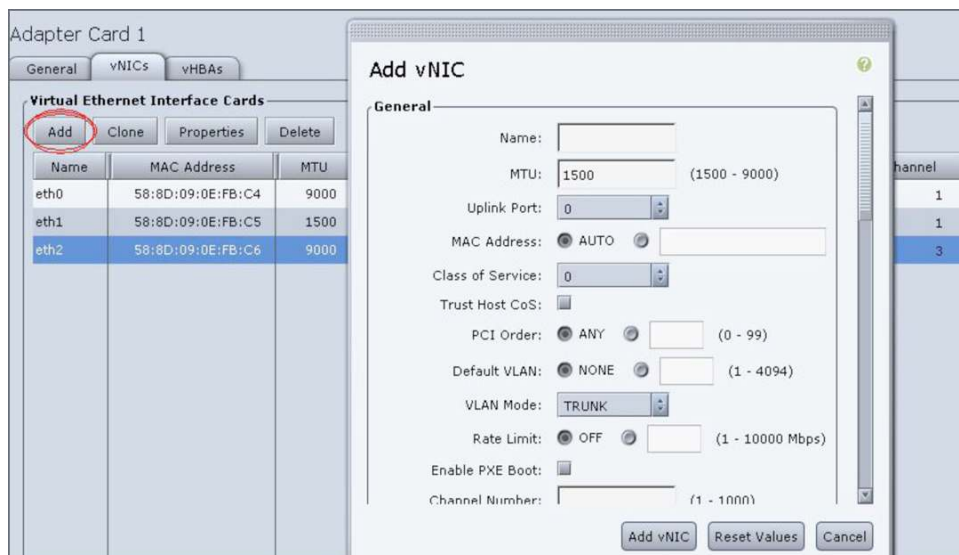 Adapter Card 1
General vNICs vHBAs
Virtual Ethernet Interface Cards
Add Clone Properties Delete
Name MAC Address MTU
eth0 58:8D:09:0E:FB:C4 9000
eth1 58:8D:09:0E:FB:C5 1500
eth2 58:8D:09:0E:FB:C6 9000
Add vNIC
?
General
Name:
MTU: 1500 (1500 - 9000)
Uplink Port: 0
MAC Address: AUTO
Class of Service: 0
Trust Host CoS:
PCI Order: ANY (0 - 99)
Default VLAN: NONE (1 - 4094)
VLAN Mode: TRUNK
Rate Limit: OFF (1 - 10000 Mbps)
Enable PXE Boot:
Channel Number: (1 - 1000)
Add vNIC Reset Values Cancel
hannel
1
1
3